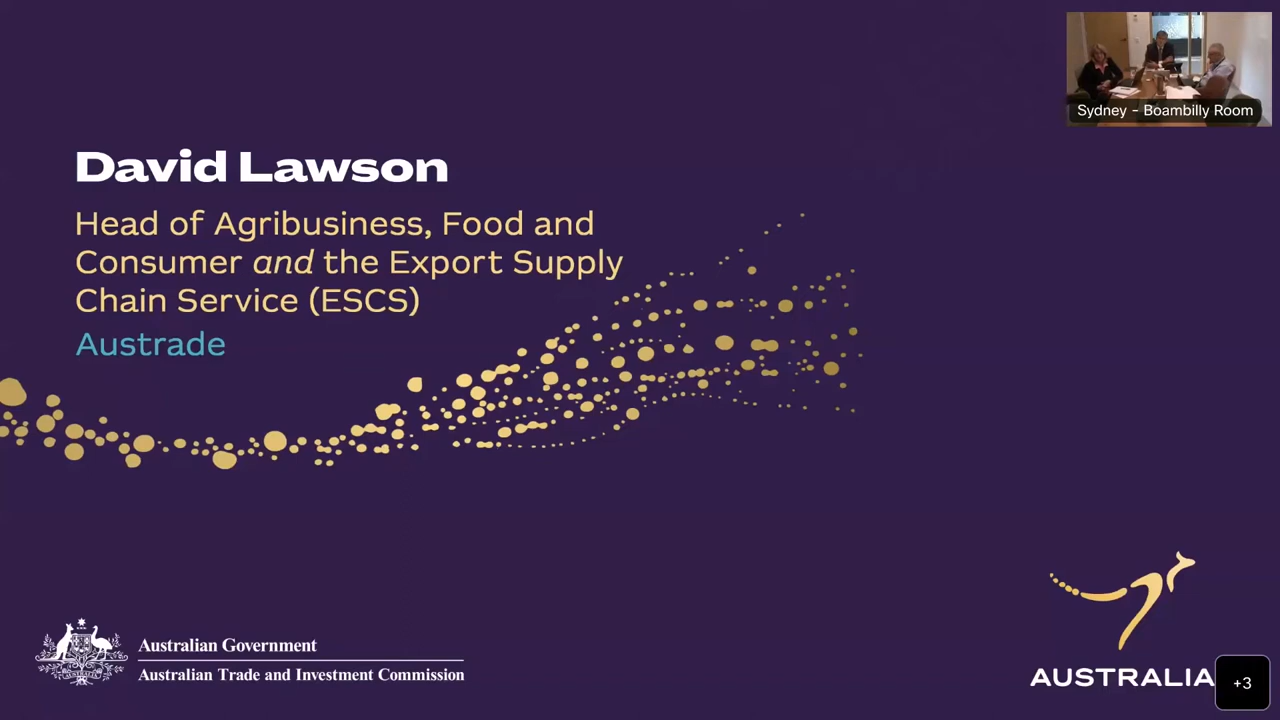 Sydney - Boambilly Room
David Lawson
Head of Agribusiness, Food and
Consumer and the Export Supply
Chain Service (ESCS)
Austrade
Australian Government
Australian Trade and Investment Commission
AUSTRALIA
+3